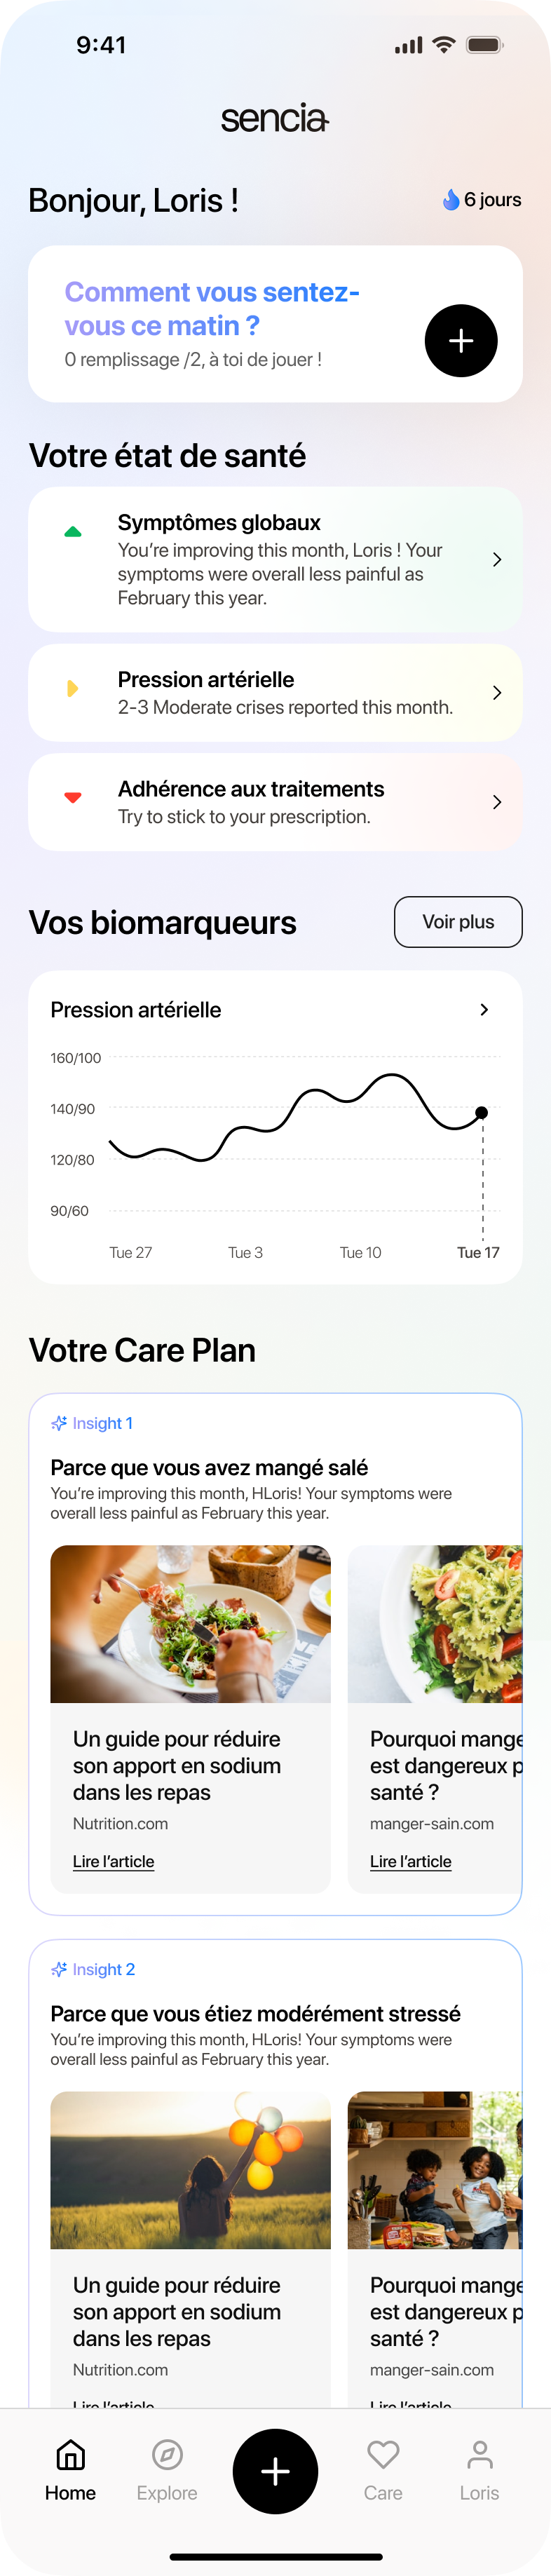 9:41
sencia
Bonjour, Loris !
6 jours
Comment vous sentez-
vous ce matin ?
0 remplissage /2, à toi de jouer !
Votre état de santé
Symptômes globaux
You're improving this month, Loris ! Your
symptoms were overall less painful as
February this year.
Pression artérielle
2-3 Moderate crises reported this month.
Adhérence aux traitements
Try to stick to your prescription.
Vos biomarqueurs
Voir plus
Pression artérielle
160/100
140/90
120/80
90/60
Tue 27
Tue 3
Tue 10
Tue 17
Votre Care Plan
Insight 1
Parce que vous avez mangé salé
You're improving this month, HLoris! Your symptoms were
overall less painful as February this year.
Un guide pour réduire
son apport en sodium
dans les repas
Nutrition.com
Lire l'article
Pourquoi mange
est dangereux p
santé ?
manger-sain.com
Lire l'article
Insight 2
Parce que vous étiez modérément stressé
You're improving this month, HLoris! Your symptoms were
overall less painful as February this year.
Un guide pour réduire
son apport en sodium
dans les repas
Nutrition.com
Lire l'article
Pourquoi mange
est dangereux p
santé ?
manger-sain.com
Lire l'article
Home
Explore
Care
Loris